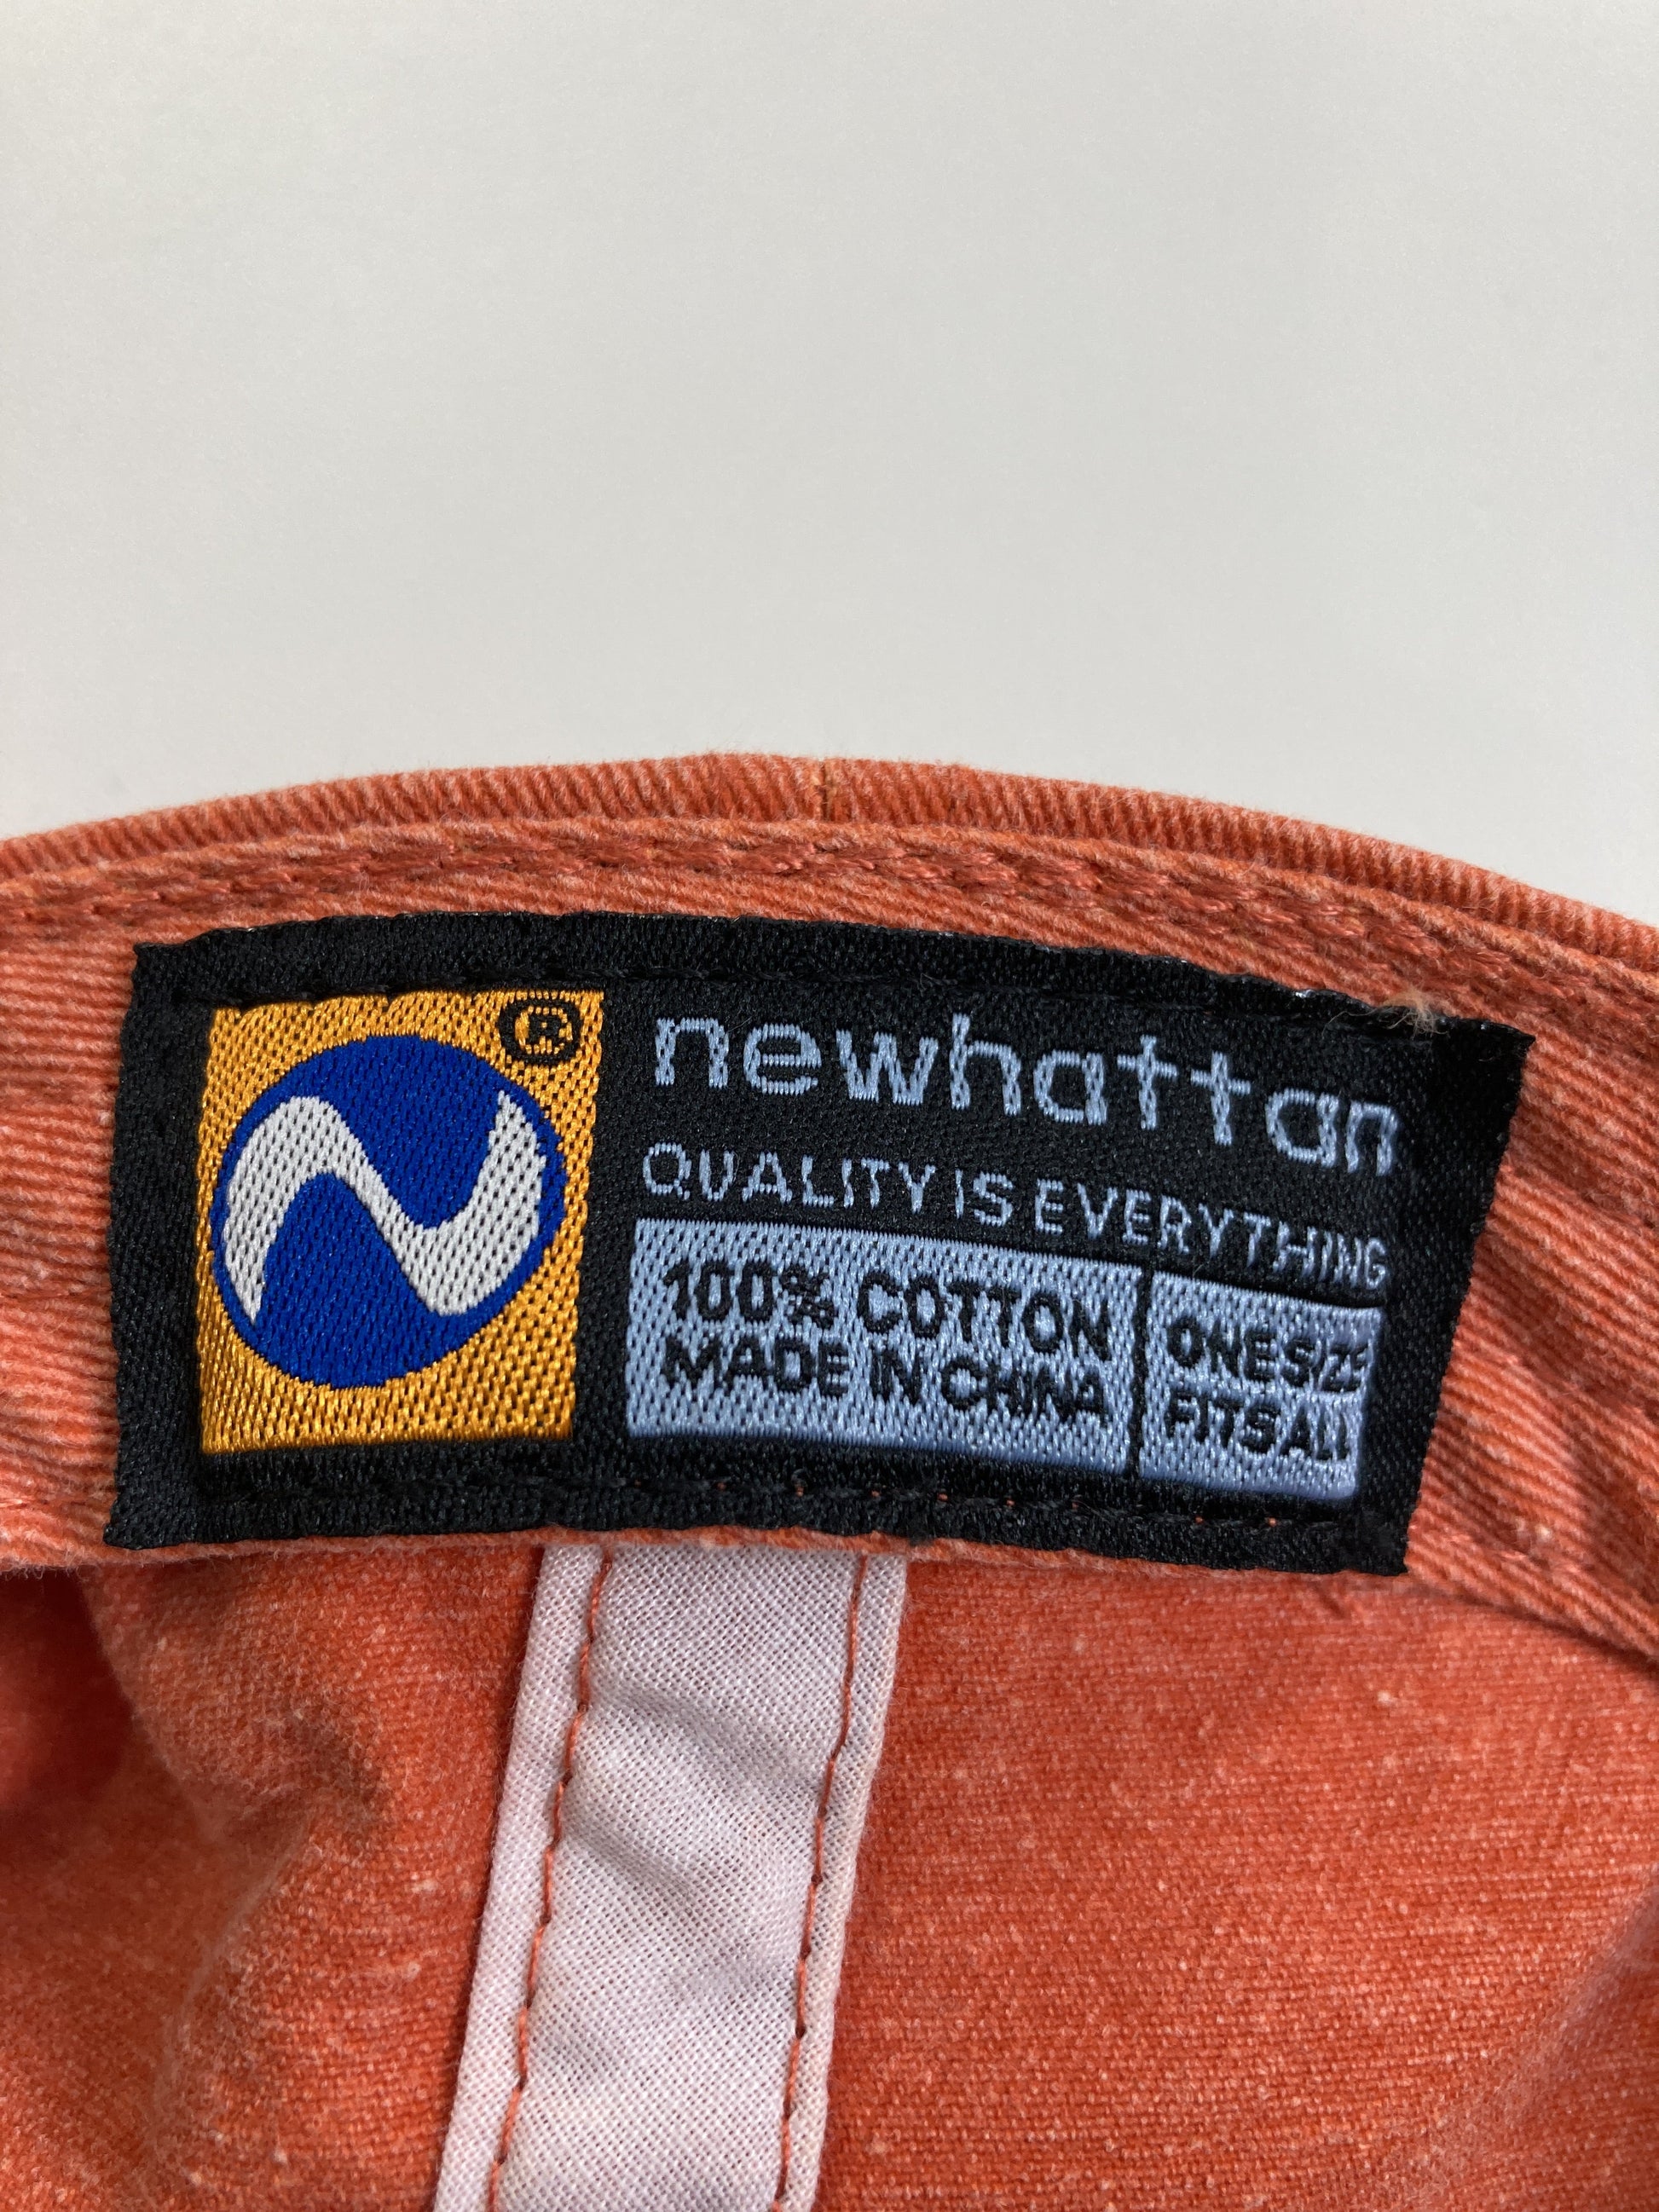 ®
newhattan
QUALITY IS EVERYTHING
100% COTTON
MADE IN CHINA
ONE SIZE
FITS ALL